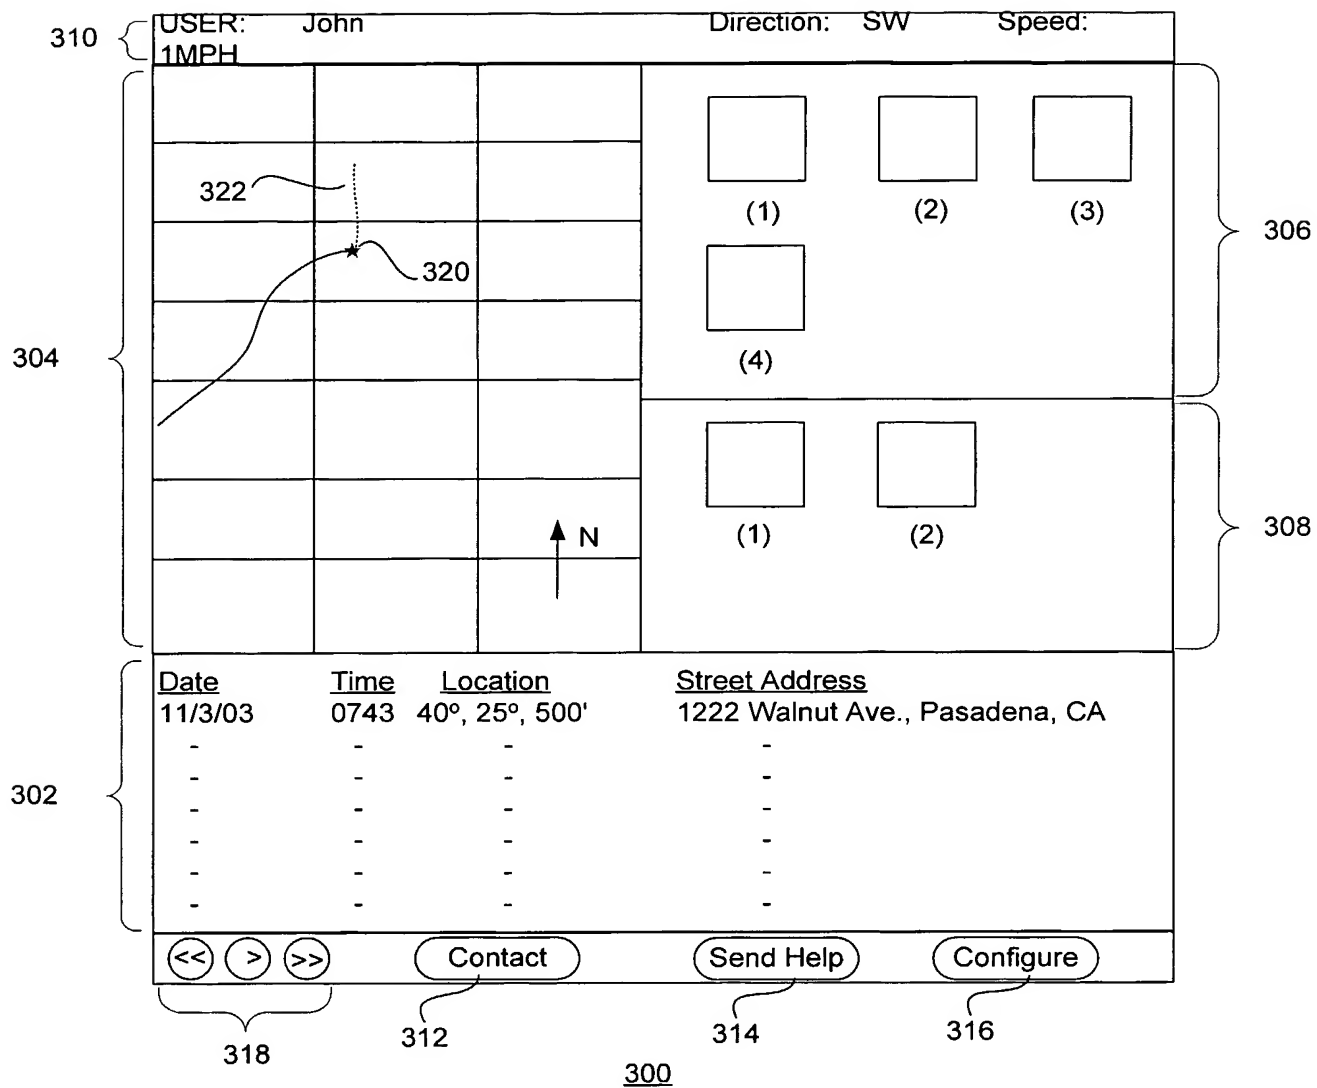 310
USER: John Direction: SW Speed:
1MPH
322
320
304
N
(1) (2) (3)
(4)
306
(1) (2)
308
302
Date Time Location Street Address
11/3/03 0743 40º, 25º, 500' 1222 Walnut Ave., Pasadena, CA
- - - -
- - - -
- - - -
- - - -
- - - -
- - - -
<< > >> Contact Send Help Configure
318 312 314 316
300